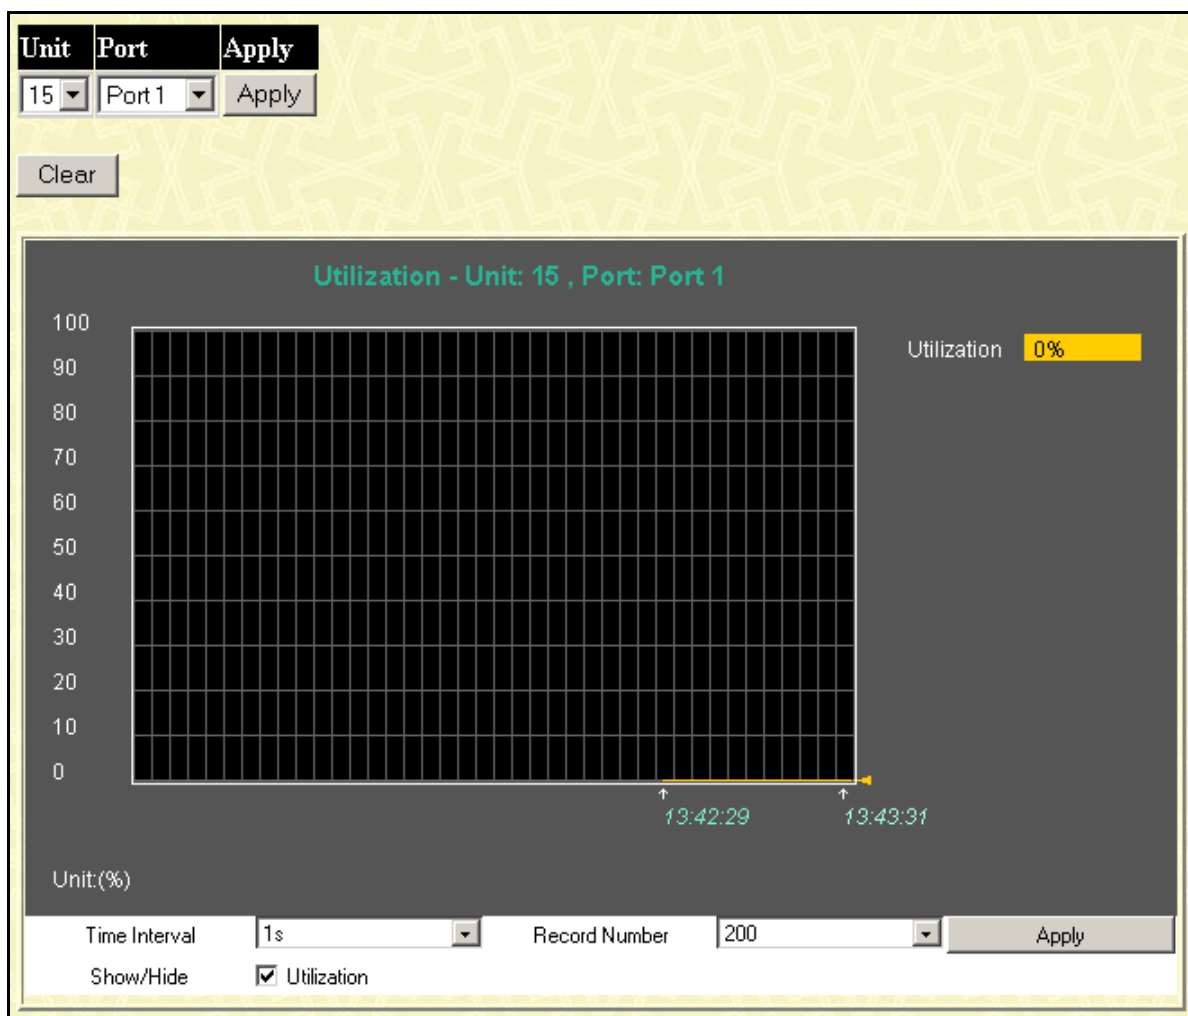 Unit Port Apply
15 Port 1 Apply
Clear
Utilization - Unit: 15 , Port: Port 1
100
Utilization 0%
90
80
70
60
50
40
30
20
10
0
13:42:29 13:43:31
Unit:(%)
Time Interval 1s Record Number 200 Apply
Show/Hide Utilization